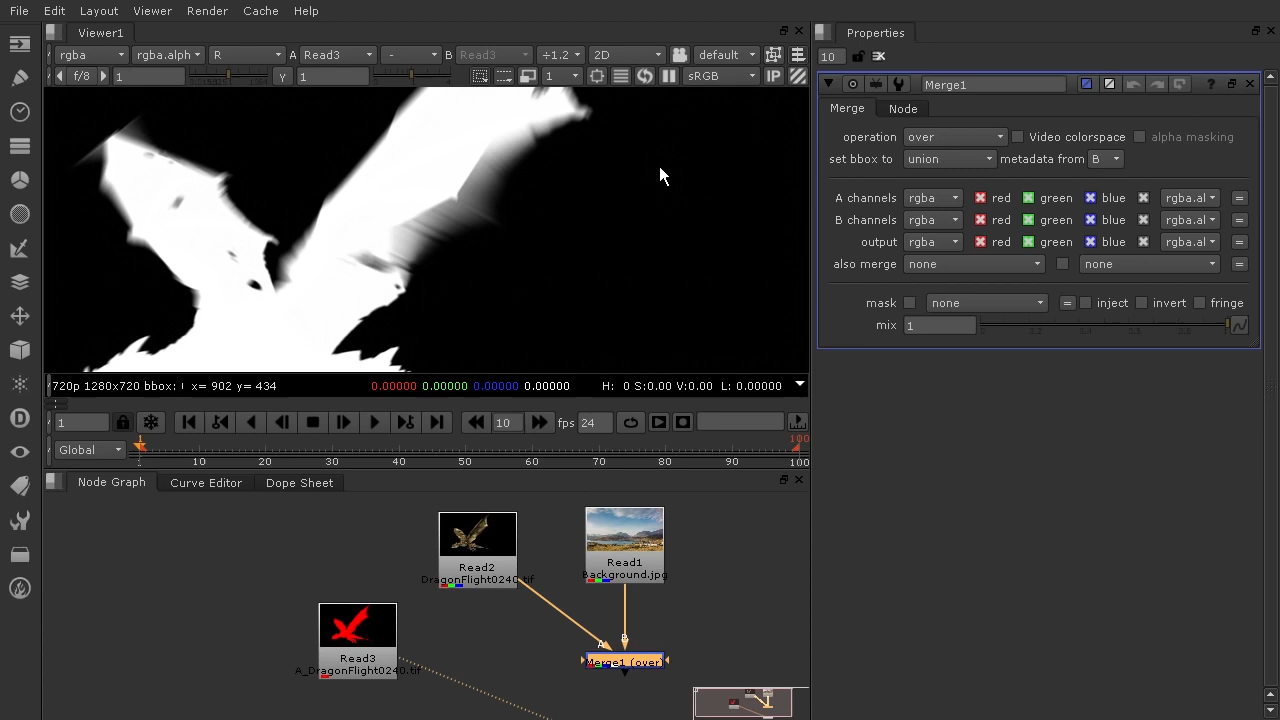 File Edit Layout Viewer Render Cache Help
Viewer1
rgba rgba.alph R A Read3 - B Read3 ÷1.2 2D default
f/8 1 Y 1 1 sRGB IP
720p 1280x720 bbox: x= 902 y= 434 0.00000 0.00000 0.00000 0.00000 H: 0 S:0.00 V:0.00 L: 0.00000
1 10 fps 24
Global 1 10 20 30 40 50 60 70 80 90 100
1 100
Node Graph Curve Editor Dope Sheet
Read2
DragonFlight0240.tif
Read1
Background.jpg
Read3
A_DragonFlight0240.tif
A B
Merge1 (over)
Properties
10
Merge1 ?
Merge Node
operation over Video colorspace alpha masking
set bbox to union metadata from B
A channels rgba red green blue rgba.al =
B channels rgba red green blue rgba.al =
output rgba red green blue rgba.al =
also merge none none =
mask none = inject invert fringe
mix 1